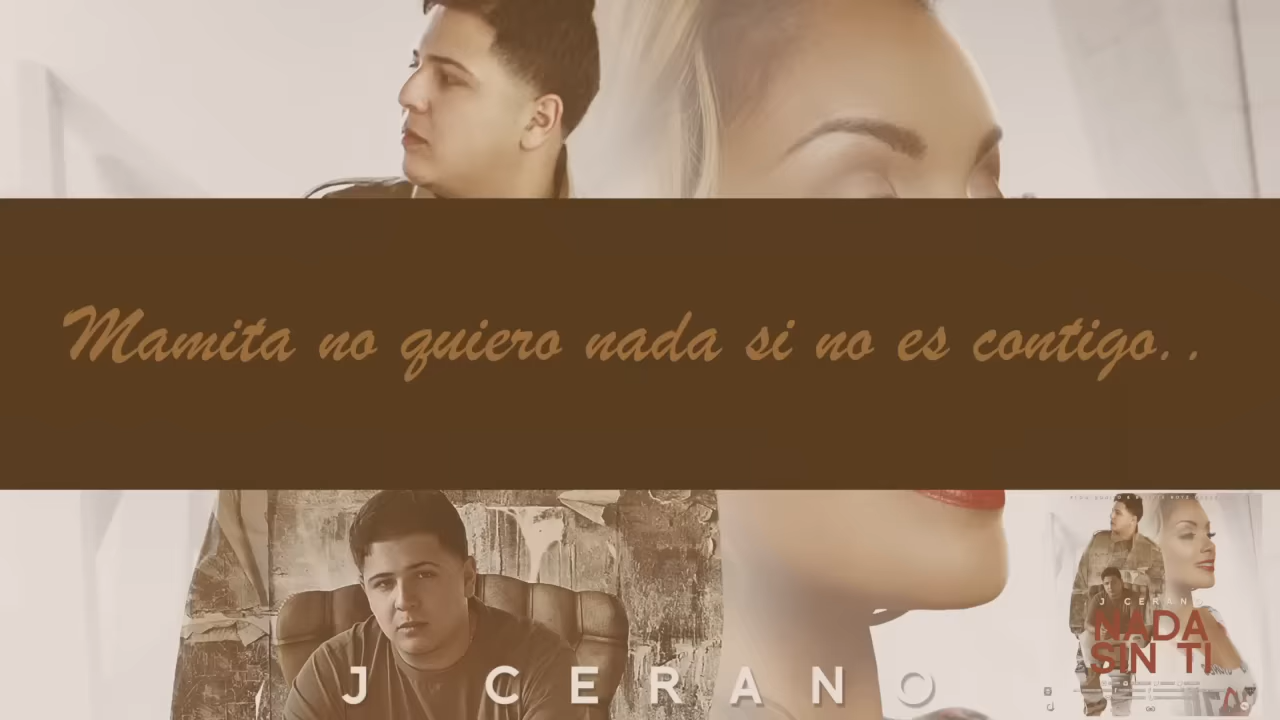 Mamita no quiero nada si no es contigo. .
J CERANO
J CERANO
NADA
SIN TI